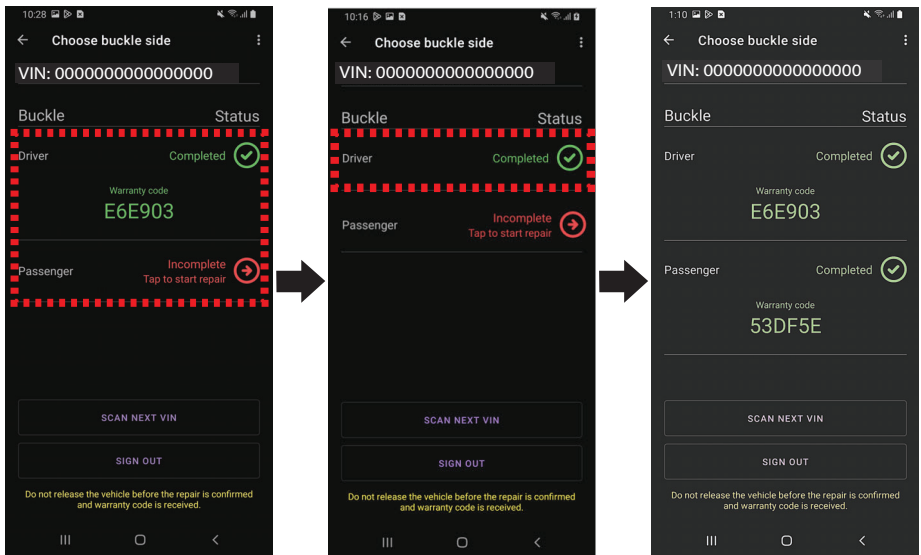 10:28
Choose buckle side
VIN: 0000000000000000
Buckle Status
Driver Completed
Warranty code
E6E903
Incomplete
Passenger
Tap to start repair
SCAN NEXT VIN
SIGN OUT
Do not release the vehicle before the repair is confirmed
and warranty code is received.
10:16
Choose buckle side
VIN: 0000000000000000
Buckle Status
Driver Completed
Incomplete
Passenger
Tap to start repair
SCAN NEXT VIN
SIGN OUT
Do not release the vehicle before the repair is confirmed
and warranty code is received.
1:10
Choose buckle side
VIN: 0000000000000000
Buckle Status
Driver Completed
Warranty code
E6E903
Passenger Completed
Warranty code
53DF5E
SCAN NEXT VIN
SIGN OUT
Do not release the vehicle before the repair is confirmed
and warranty code is received.